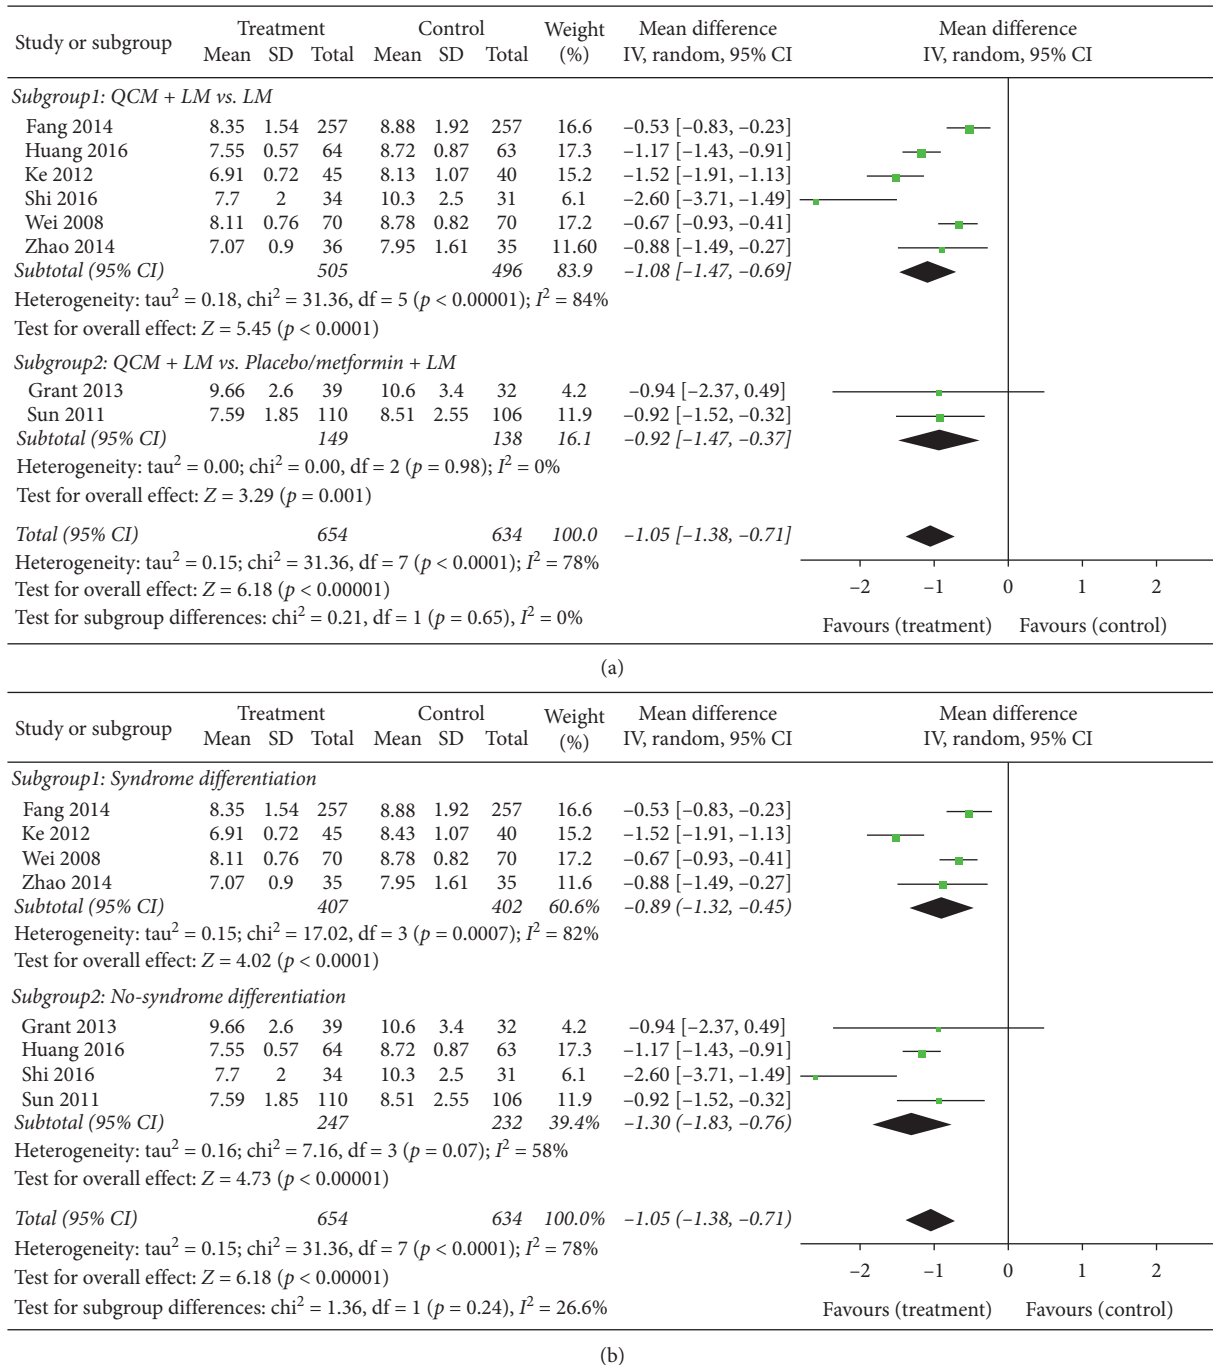 Study or subgroup Treatment Control Weight (%) Mean difference IV, random, 95% CI Mean difference IV, random, 95% CI
Mean SD Total Mean SD Total
Subgroup1: QCM + LM vs. LM
Fang 2014 8.35 1.54 257 8.88 1.92 257 16.6 –0.53 [–0.83, –0.23]
Huang 2016 7.55 0.57 64 8.72 0.87 63 17.3 –1.17 [–1.43, –0.91]
Ke 2012 6.91 0.72 45 8.13 1.07 40 15.2 –1.52 [–1.91, –1.13]
Shi 2016 7.7 2 34 10.3 2.5 31 6.1 –2.60 [–3.71, –1.49]
Wei 2008 8.11 0.76 70 8.78 0.82 70 17.2 –0.67 [–0.93, –0.41]
Zhao 2014 7.07 0.9 36 7.95 1.61 35 11.60 –0.88 [–1.49, –0.27]
Subtotal (95% CI) 505 496 83.9 –1.08 [–1.47, –0.69]
Heterogeneity: tau² = 0.18, chi² = 31.36, df = 5 (p < 0.00001); I² = 84%
Test for overall effect: Z = 5.45 (p < 0.0001)
Subgroup2: QCM + LM vs. Placebo/metformin + LM
Grant 2013 9.66 2.6 39 10.6 3.4 32 4.2 –0.94 [–2.37, 0.49]
Sun 2011 7.59 1.85 110 8.51 2.55 106 11.9 –0.92 [–1.52, –0.32]
Subtotal (95% CI) 149 138 16.1 –0.92 [–1.47, –0.37]
Heterogeneity: tau² = 0.00; chi² = 0.00, df = 2 (p = 0.98); I² = 0%
Test for overall effect: Z = 3.29 (p = 0.001)
Total (95% CI) 654 634 100.0 –1.05 [–1.38, –0.71]
Heterogeneity: tau² = 0.15; chi² = 31.36, df = 7 (p < 0.0001); I² = 78%
Test for overall effect: Z = 6.18 (p < 0.00001)
Test for subgroup differences: chi² = 0.21, df = 1 (p = 0.65), I² = 0%
–2 –1 0 1 2
Favours (treatment) Favours (control)
(a)
Study or subgroup Treatment Control Weight (%) Mean difference IV, random, 95% CI Mean difference IV, random, 95% CI
Mean SD Total Mean SD Total
Subgroup1: Syndrome differentiation
Fang 2014 8.35 1.54 257 8.88 1.92 257 16.6 –0.53 [–0.83, –0.23]
Ke 2012 6.91 0.72 45 8.43 1.07 40 15.2 –1.52 [–1.91, –1.13]
Wei 2008 8.11 0.76 70 8.78 0.82 70 17.2 –0.67 [–0.93, –0.41]
Zhao 2014 7.07 0.9 35 7.95 1.61 35 11.6 –0.88 [–1.49, –0.27]
Subtotal (95% CI) 407 402 60.6% –0.89 (–1.32, –0.45)
Heterogeneity: tau² = 0.15; chi² = 17.02, df = 3 (p = 0.0007); I² = 82%
Test for overall effect: Z = 4.02 (p < 0.0001)
Subgroup2: No-syndrome differentiation
Grant 2013 9.66 2.6 39 10.6 3.4 32 4.2 –0.94 [–2.37, 0.49]
Huang 2016 7.55 0.57 64 8.72 0.87 63 17.3 –1.17 [–1.43, –0.91]
Shi 2016 7.7 2 34 10.3 2.5 31 6.1 –2.60 [–3.71, –1.49]
Sun 2011 7.59 1.85 110 8.51 2.55 106 11.9 –0.92 [–1.52, –0.32]
Subtotal (95% CI) 247 232 39.4% –1.30 (–1.83, –0.76)
Heterogeneity: tau² = 0.16; chi² = 7.16, df = 3 (p = 0.07); I² = 58%
Test for overall effect: Z = 4.73 (p < 0.00001)
Total (95% CI) 654 634 100.0% –1.05 (–1.38, –0.71)
Heterogeneity: tau² = 0.15; chi² = 31.36, df = 7 (p < 0.0001); I² = 78%
Test for overall effect: Z = 6.18 (p < 0.00001)
Test for subgroup differences: chi² = 1.36, df = 1 (p = 0.24), I² = 26.6%
–2 –1 0 1 2
Favours (treatment) Favours (control)
(b)